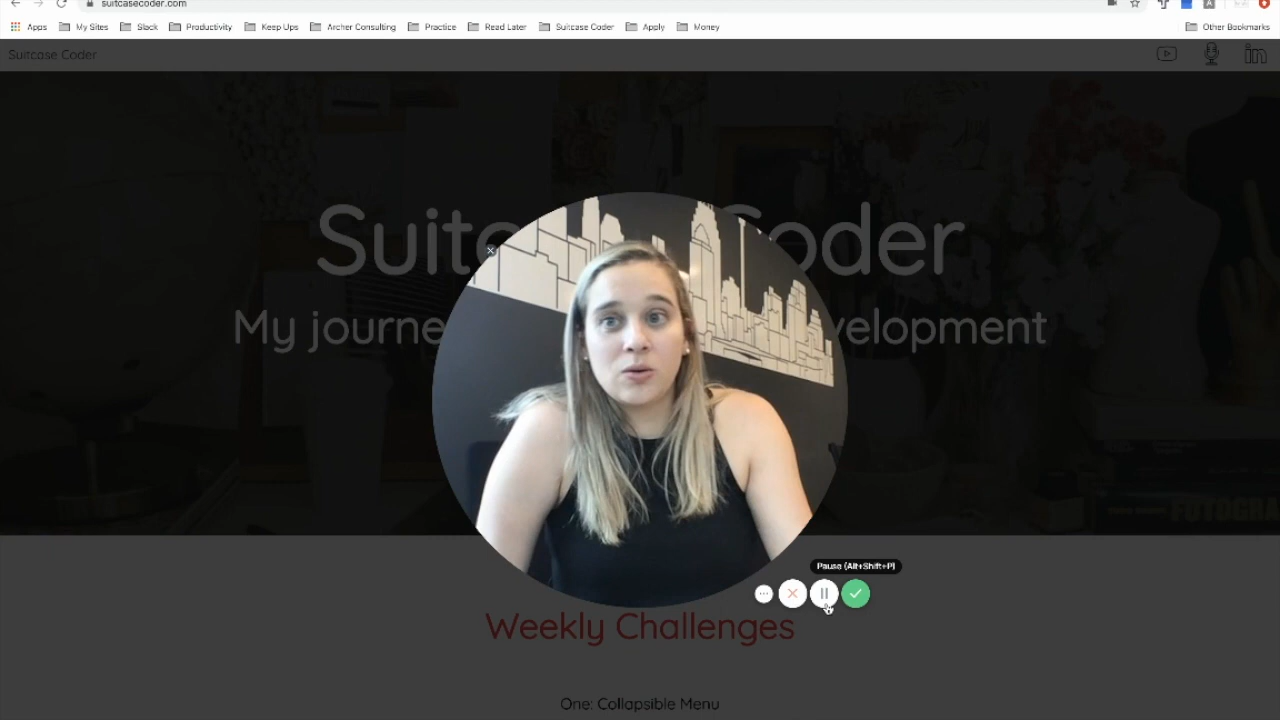 suitcasecoder.com
Apps My Sites Slack Productivity Keep Ups Archer Consulting Practice Read Later Suitcase Coder Apply Money Other Bookmarks
Suitcase Coder
Suitc oder
My journe velopment
Pause (Alt+Shift+P)
Weekly Challenges
One: Collapsible Menu
FOTOGRA